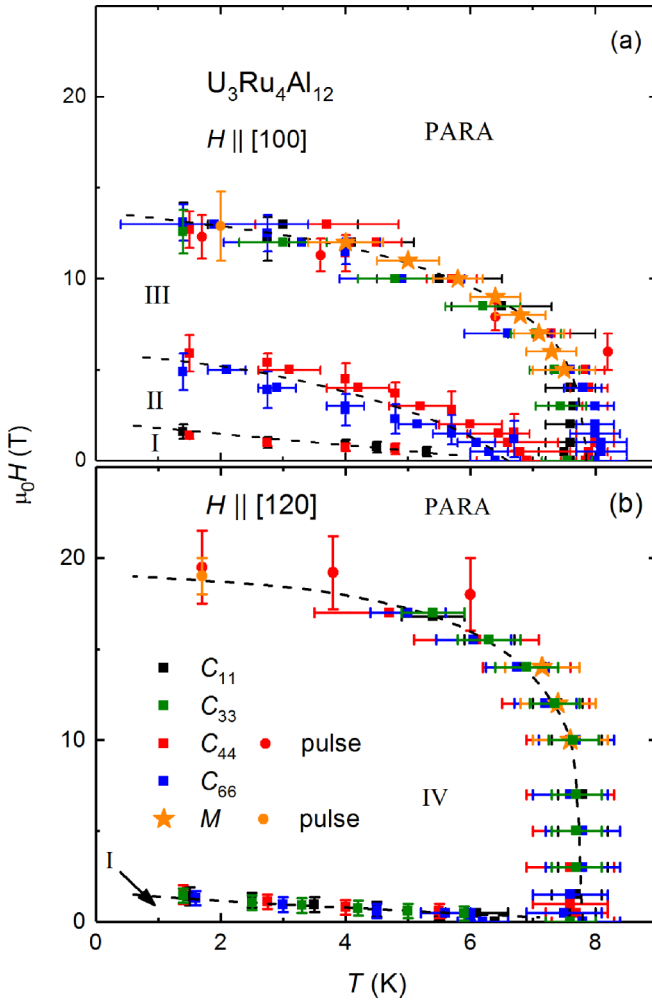 (a)
U₃Ru₄Al₁₂
H || [100]
PARA
20
10
0
III
II
I
μ₀H (T)
H || [120]
PARA
(b)
20
10
0
C₁₁
C₃₃
C₄₄ pulse
C₆₆
M pulse
IV
I
0 2 4 6 8
T (K)